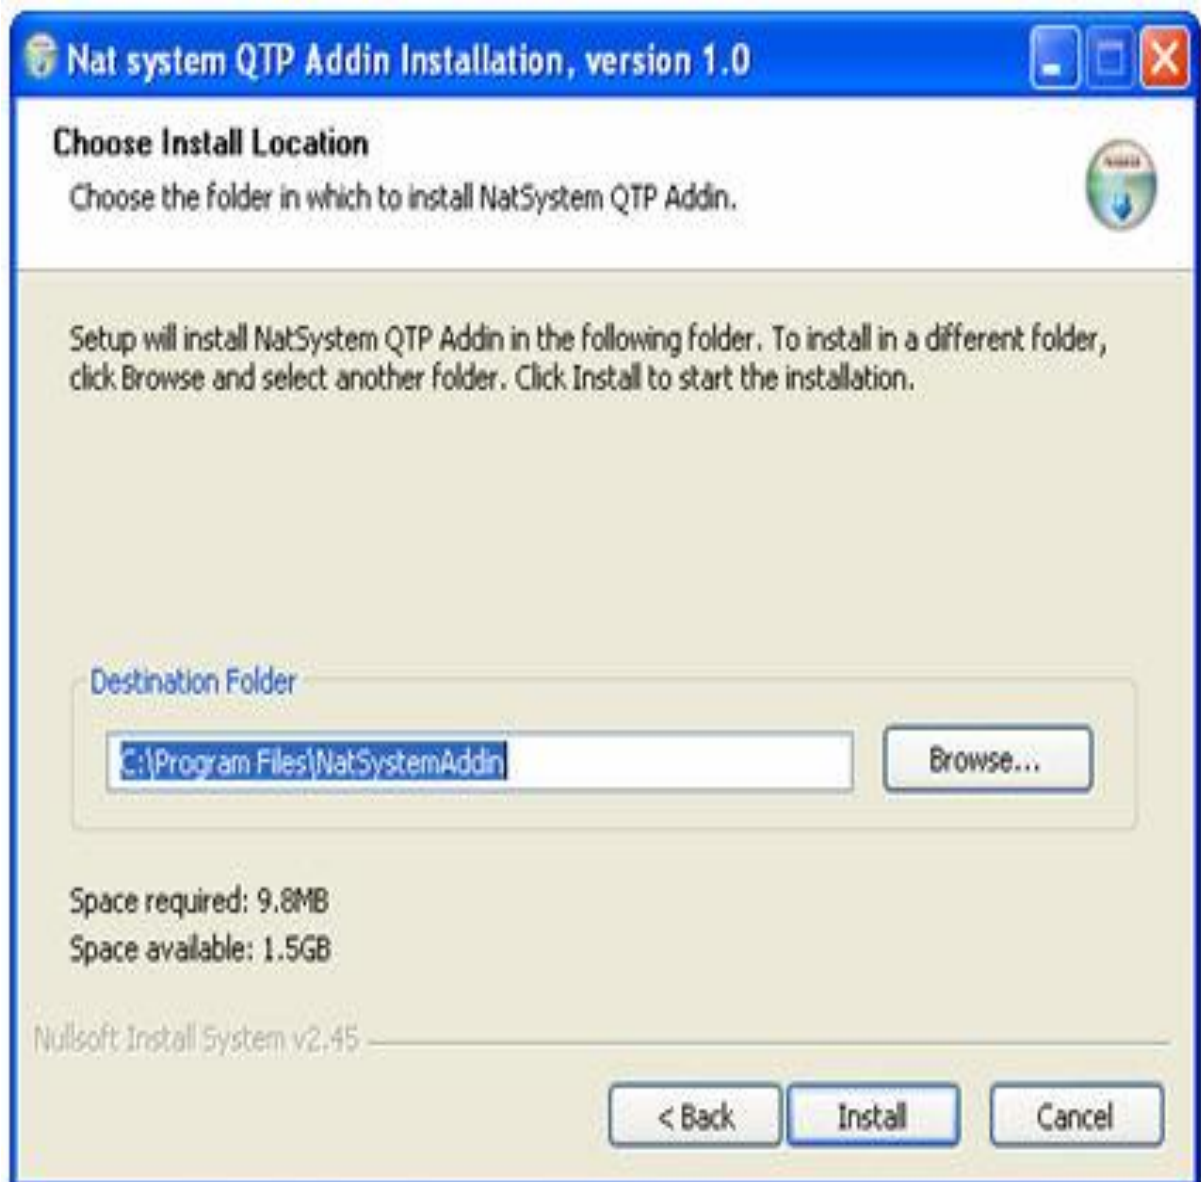 Nat system QTP Addin Installation, version 1.0
Choose Install Location
Choose the folder in which to install NatSystem QTP Addin.
Setup will install NatSystem QTP Addin in the following folder. To install in a different folder,
click Browse and select another folder. Click Install to start the installation.
Destination Folder
C:\Program Files\NatSystemAddin
Browse...
Space required: 9.8MB
Space available: 1.5GB
Nullsoft Install System v2.45
< Back
Install
Cancel